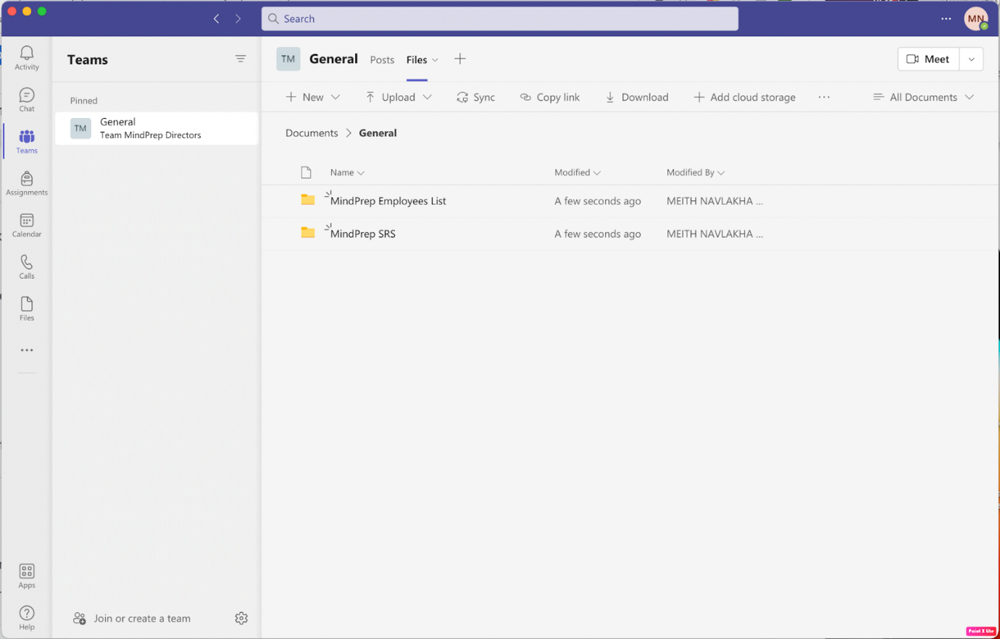 Search
MN
Activity
Chat
Teams
Assignments
Calendar
Calls
Files
Apps
Help
Teams
Pinned
TM
General
Team MindPrep Directors
Join or create a team
TM General Posts Files Meet
New Upload Sync Copy link Download Add cloud storage All Documents
Documents > General
Name Modified Modified By
MindPrep Employees List A few seconds ago MEITH NAVLAKHA ...
MindPrep SRS A few seconds ago MEITH NAVLAKHA ...
Paint X lite